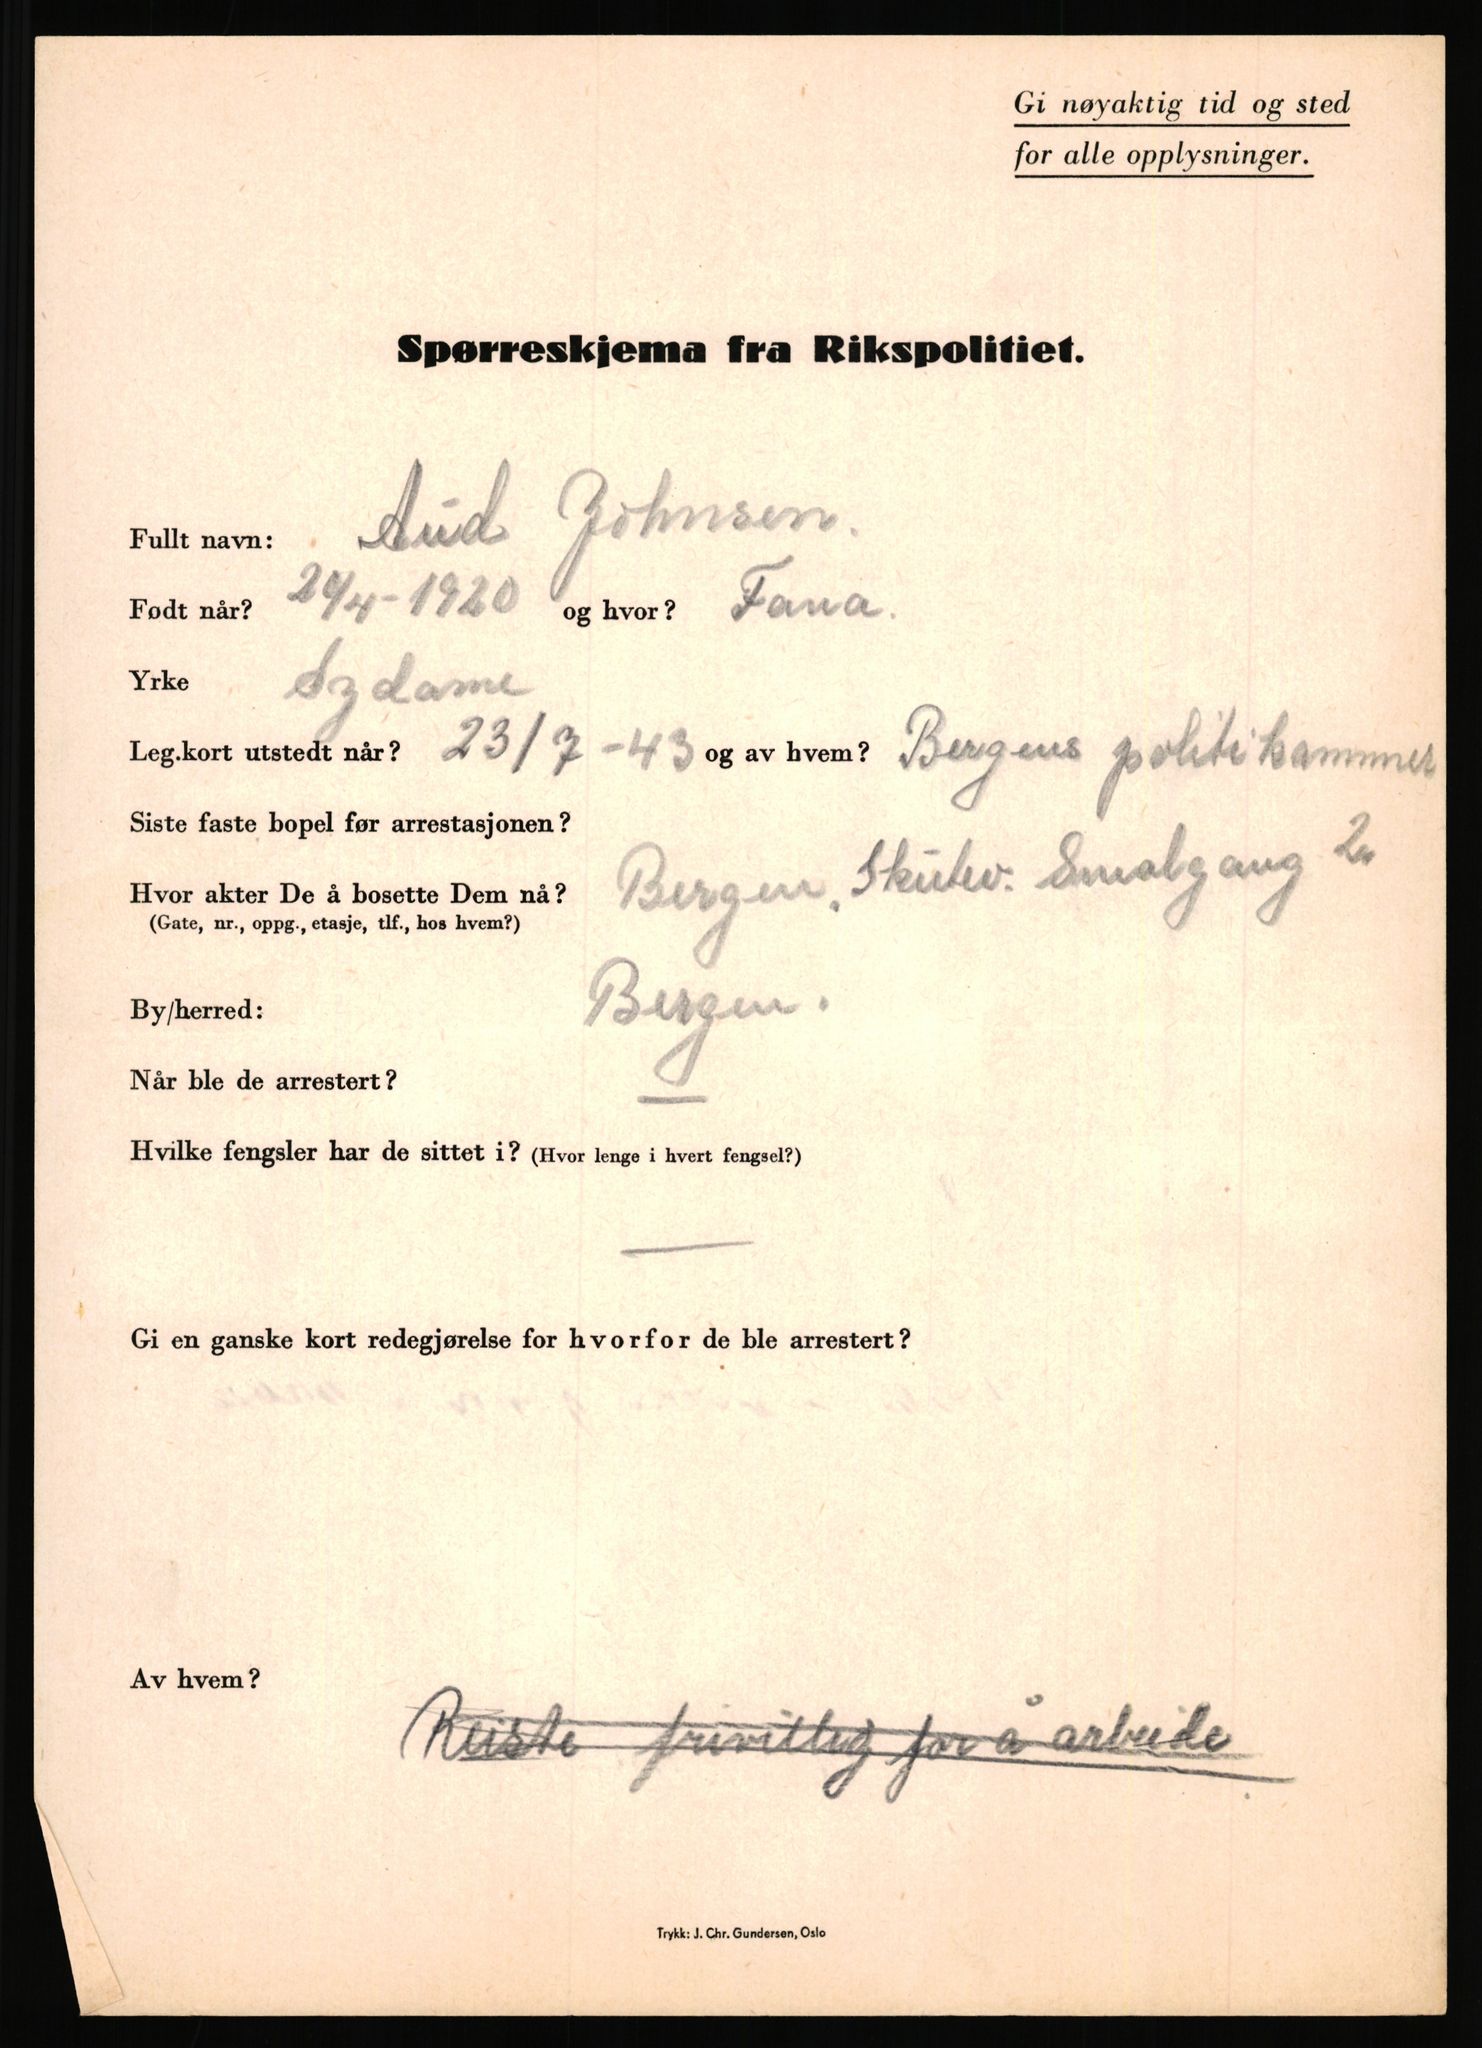 Gi nøyaktig tid og sted
for alle opplysninger.
Spørreskjema fra Rikspolitiet.
Fullt navn: Aud Johnsen.
Født når? 24/4-1920 og hvor? Fana.
Yrke Sydame
Leg.kort utstedt når? 23/7-43 og av hvem? Bergens politikammer
Siste faste bopel før arrestasjonen?
Hvor akter De å bosette Dem nå? Bergen. Skutev. Smalgang 2
(Gate, nr., oppg., etasje, tlf., hos hvem?)
By/herred: Bergen.
Når ble de arrestert? —
Hvilke fengsler har de sittet i? (Hvor lenge i hvert fengsel?)
—
Gi en ganske kort redegjørelse for hvorfor de ble arrestert?
Av hvem?
Reiste frivillig for å arbeide
Trykk: J. Chr. Gundersen, Oslo